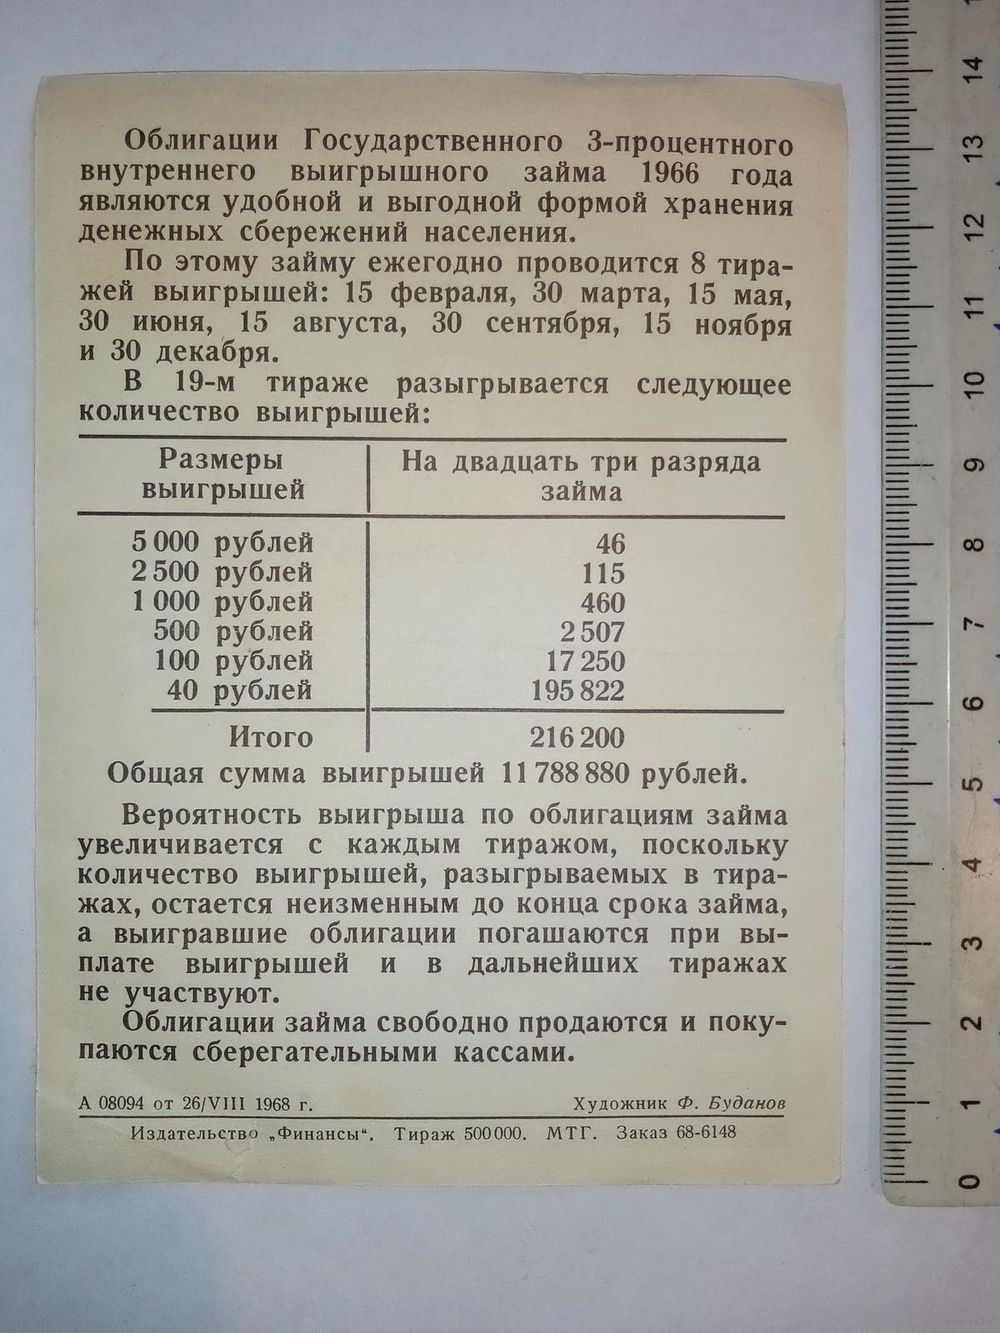 Облигации Государственного 3-процентного
внутреннего выигрышного займа 1966 года
являются удобной и выгодной формой хранения
денежных сбережений населения.
По этому займу ежегодно проводится 8 тира-
жей выигрышей: 15 февраля, 30 марта, 15 мая,
30 июня, 15 августа, 30 сентября, 15 ноября
и 30 декабря.
В 19-м тираже разыгрывается следующее
количество выигрышей:
Размеры выигрышей На двадцать три разряда займа
5 000 рублей 46
2 500 рублей 115
1 000 рублей 460
500 рублей 2 507
100 рублей 17 250
40 рублей 195 822
Итого 216 200
Общая сумма выигрышей 11 788 880 рублей.
Вероятность выигрыша по облигациям займа
увеличивается с каждым тиражом, поскольку
количество выигрышей, разыгрываемых в тира-
жах, остается неизменным до конца срока займа,
а выигравшие облигации погашаются при вы-
плате выигрышей и в дальнейших тиражах
не участвуют.
Облигации займа свободно продаются и поку-
паются сберегательными кассами.
А 08094 от 26/VIII 1968 г. Художник Ф. Буданов
Издательство „Финансы“. Тираж 500 000. МТГ. Заказ 68-6148
14
13
12
11
10
9
8
7
6
5
4
3
2
1
0